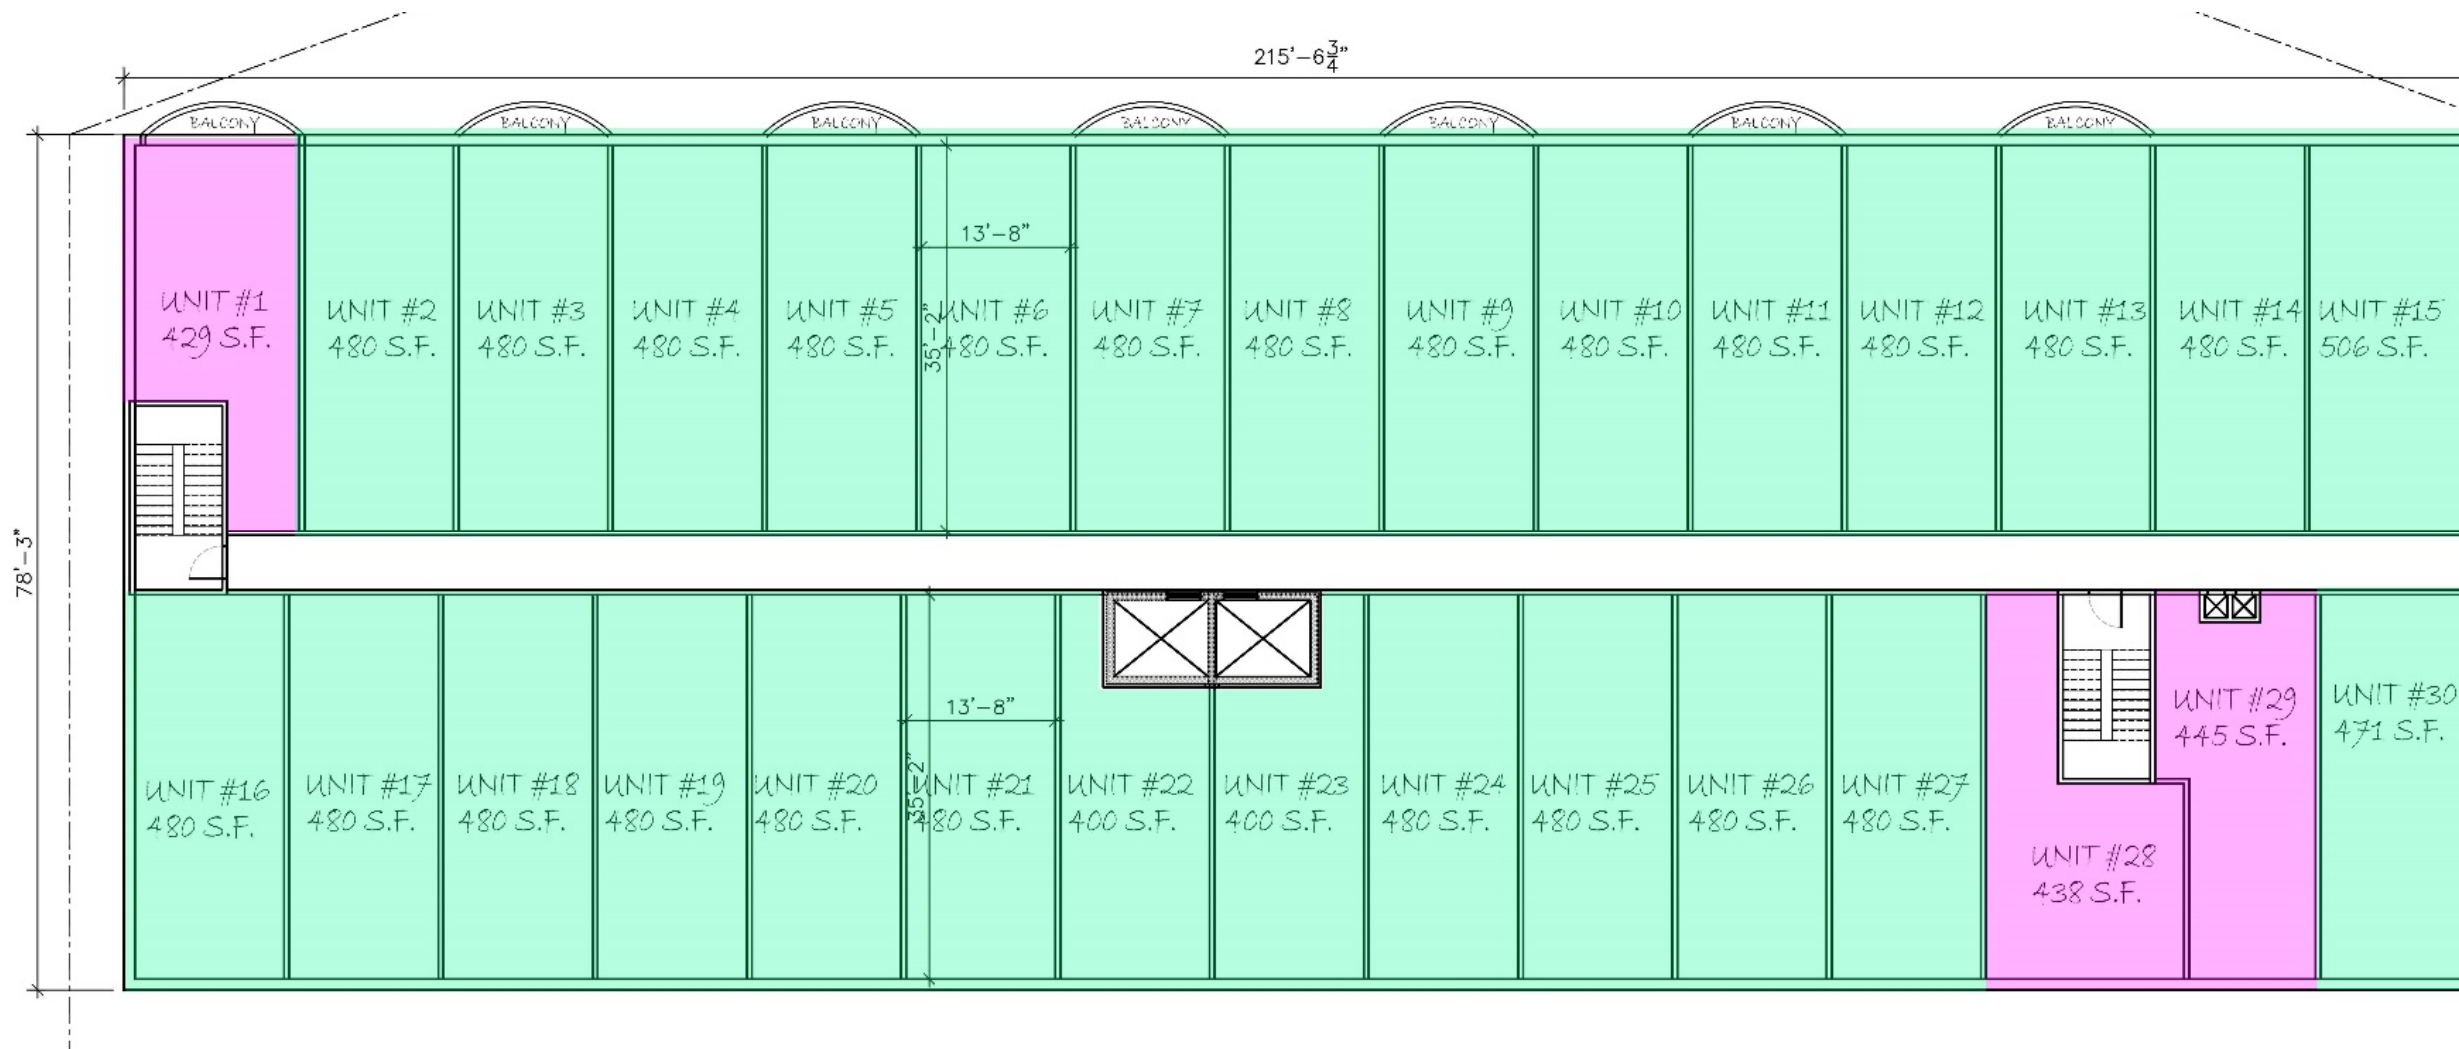 215'-6 3/4"
BALCONY
BALCONY
BALCONY
BALCONY
BALCONY
BALCONY
BALCONY
78'-3"
13'-8"
35'-2"
UNIT #1
429 S.F.
UNIT #2
480 S.F.
UNIT #3
480 S.F.
UNIT #4
480 S.F.
UNIT #5
480 S.F.
UNIT #6
480 S.F.
UNIT #7
480 S.F.
UNIT #8
480 S.F.
UNIT #9
480 S.F.
UNIT #10
480 S.F.
UNIT #11
480 S.F.
UNIT #12
480 S.F.
UNIT #13
480 S.F.
UNIT #14
480 S.F.
UNIT #15
506 S.F.
13'-8"
35'-2"
UNIT #16
480 S.F.
UNIT #17
480 S.F.
UNIT #18
480 S.F.
UNIT #19
480 S.F.
UNIT #20
480 S.F.
UNIT #21
480 S.F.
UNIT #22
400 S.F.
UNIT #23
400 S.F.
UNIT #24
480 S.F.
UNIT #25
480 S.F.
UNIT #26
480 S.F.
UNIT #27
480 S.F.
UNIT #28
438 S.F.
UNIT #29
445 S.F.
UNIT #30
471 S.F.